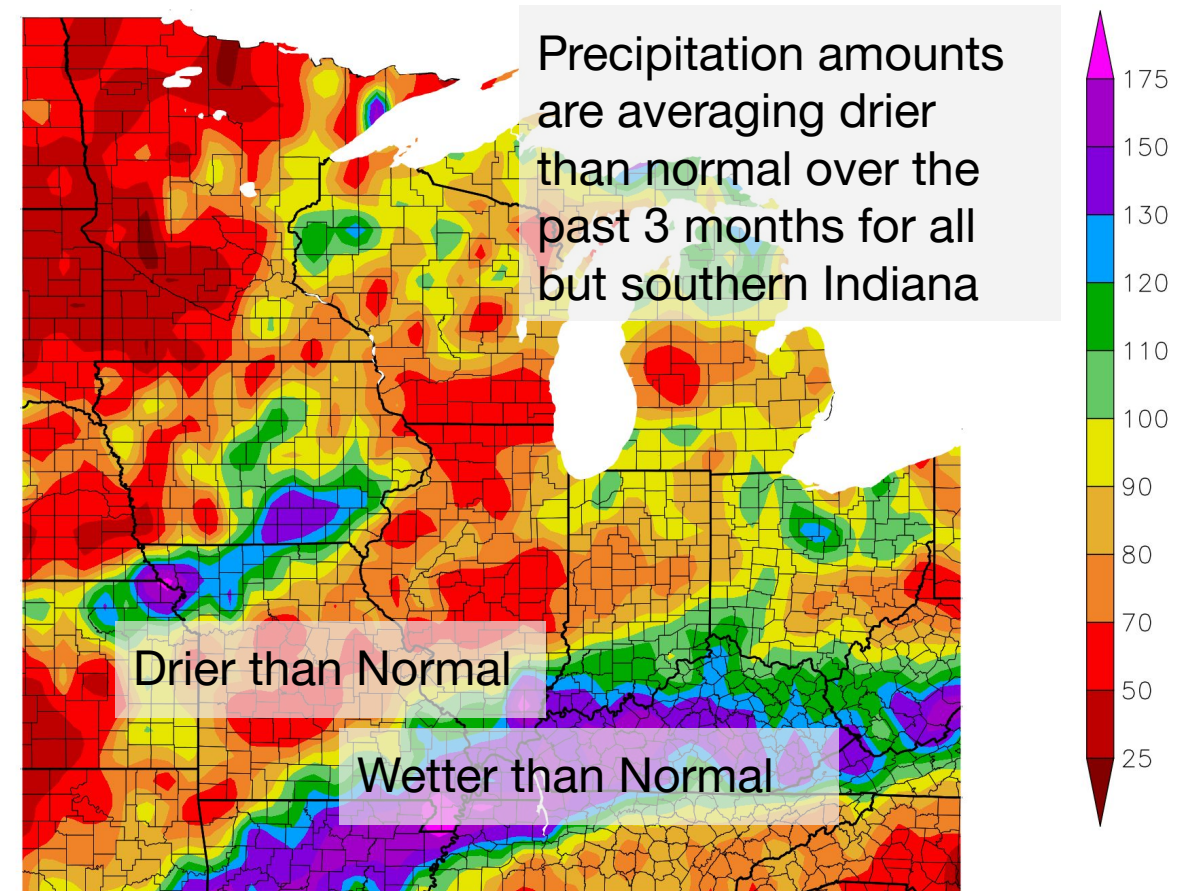 Precipitation amounts
are averaging drier
than normal over the
past 3 months for all
but southern Indiana
Drier than Normal
Wetter than Normal
175
150
130
120
110
100
90
80
70
50
25